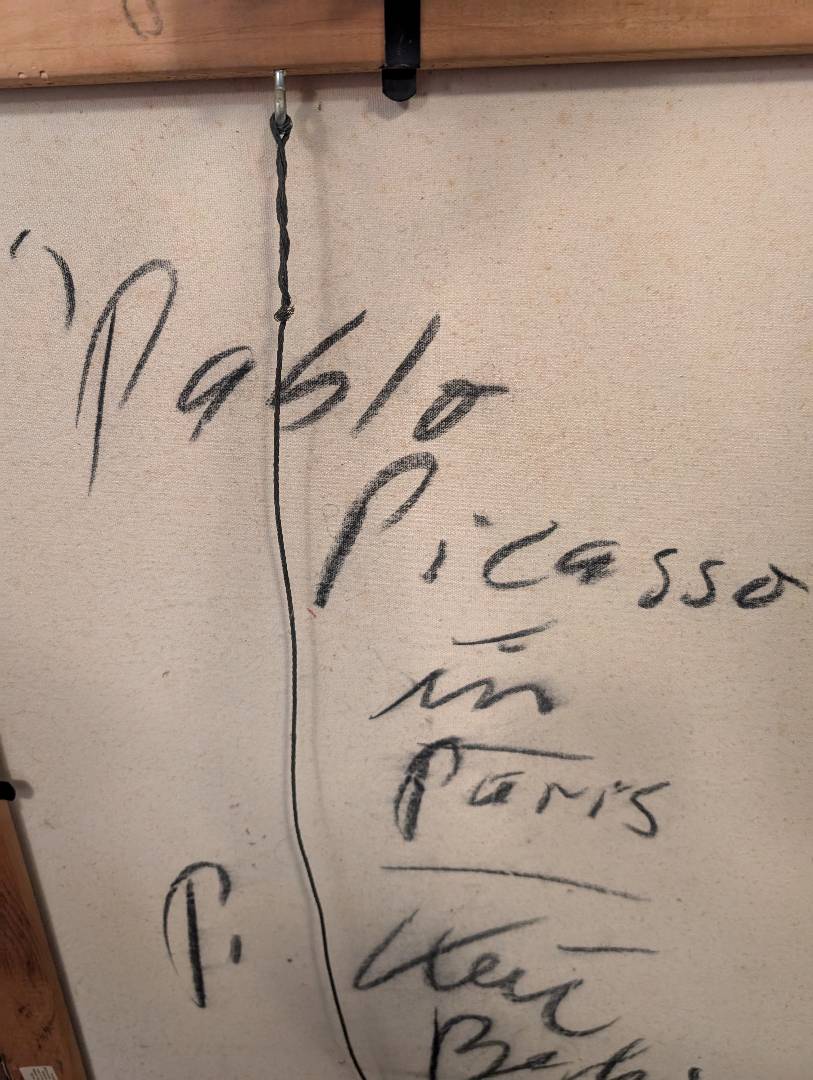 'Pablo
Picasso
in
Paris
P.